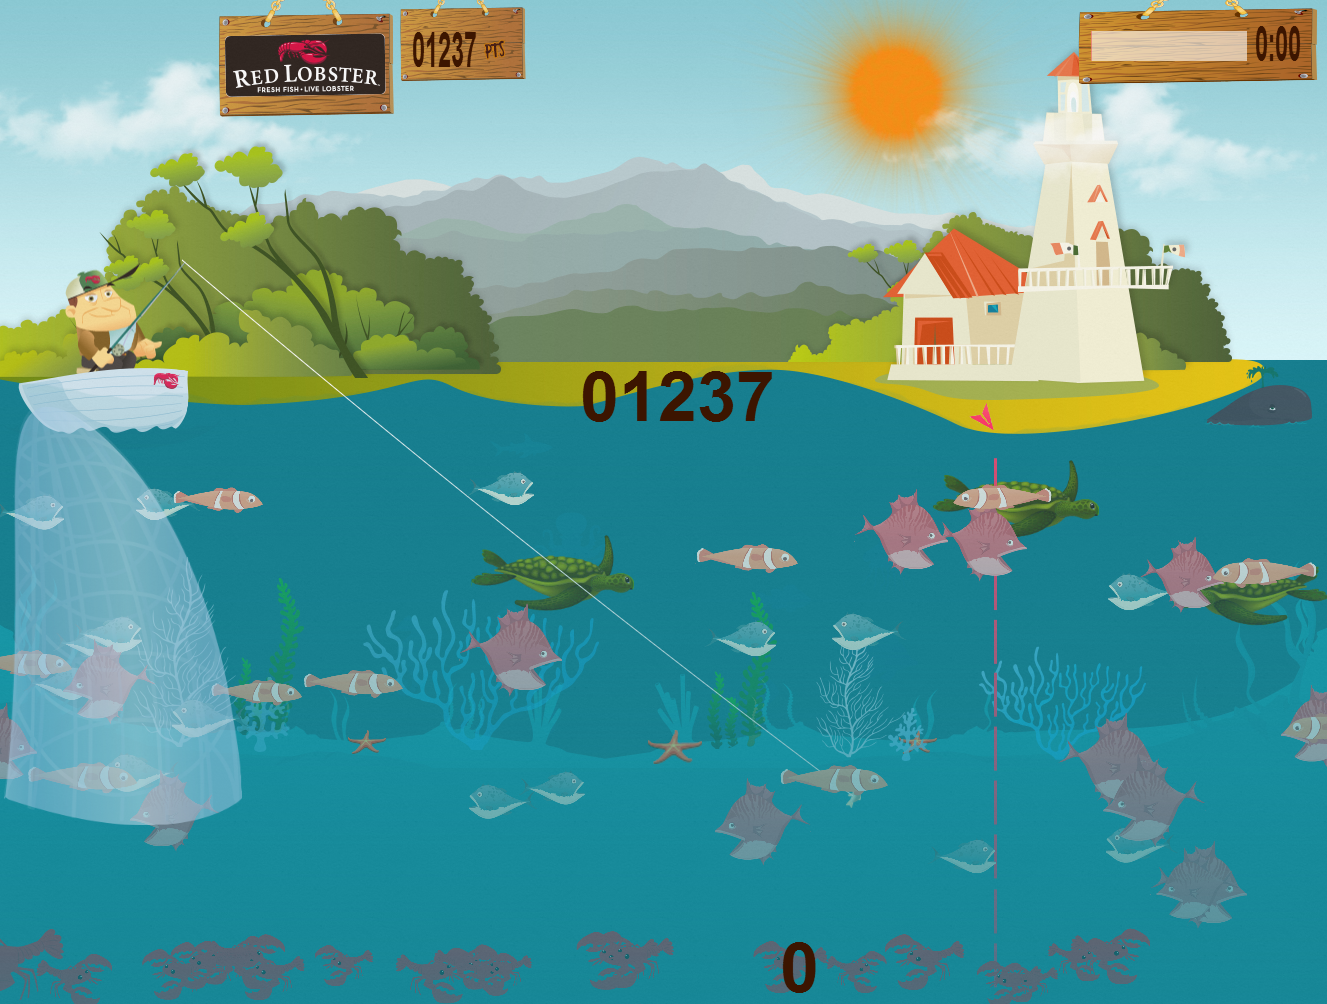 RED LOBSTER
FRESH FISH • LIVE LOBSTER
01237 PTS
0:00
01237
0